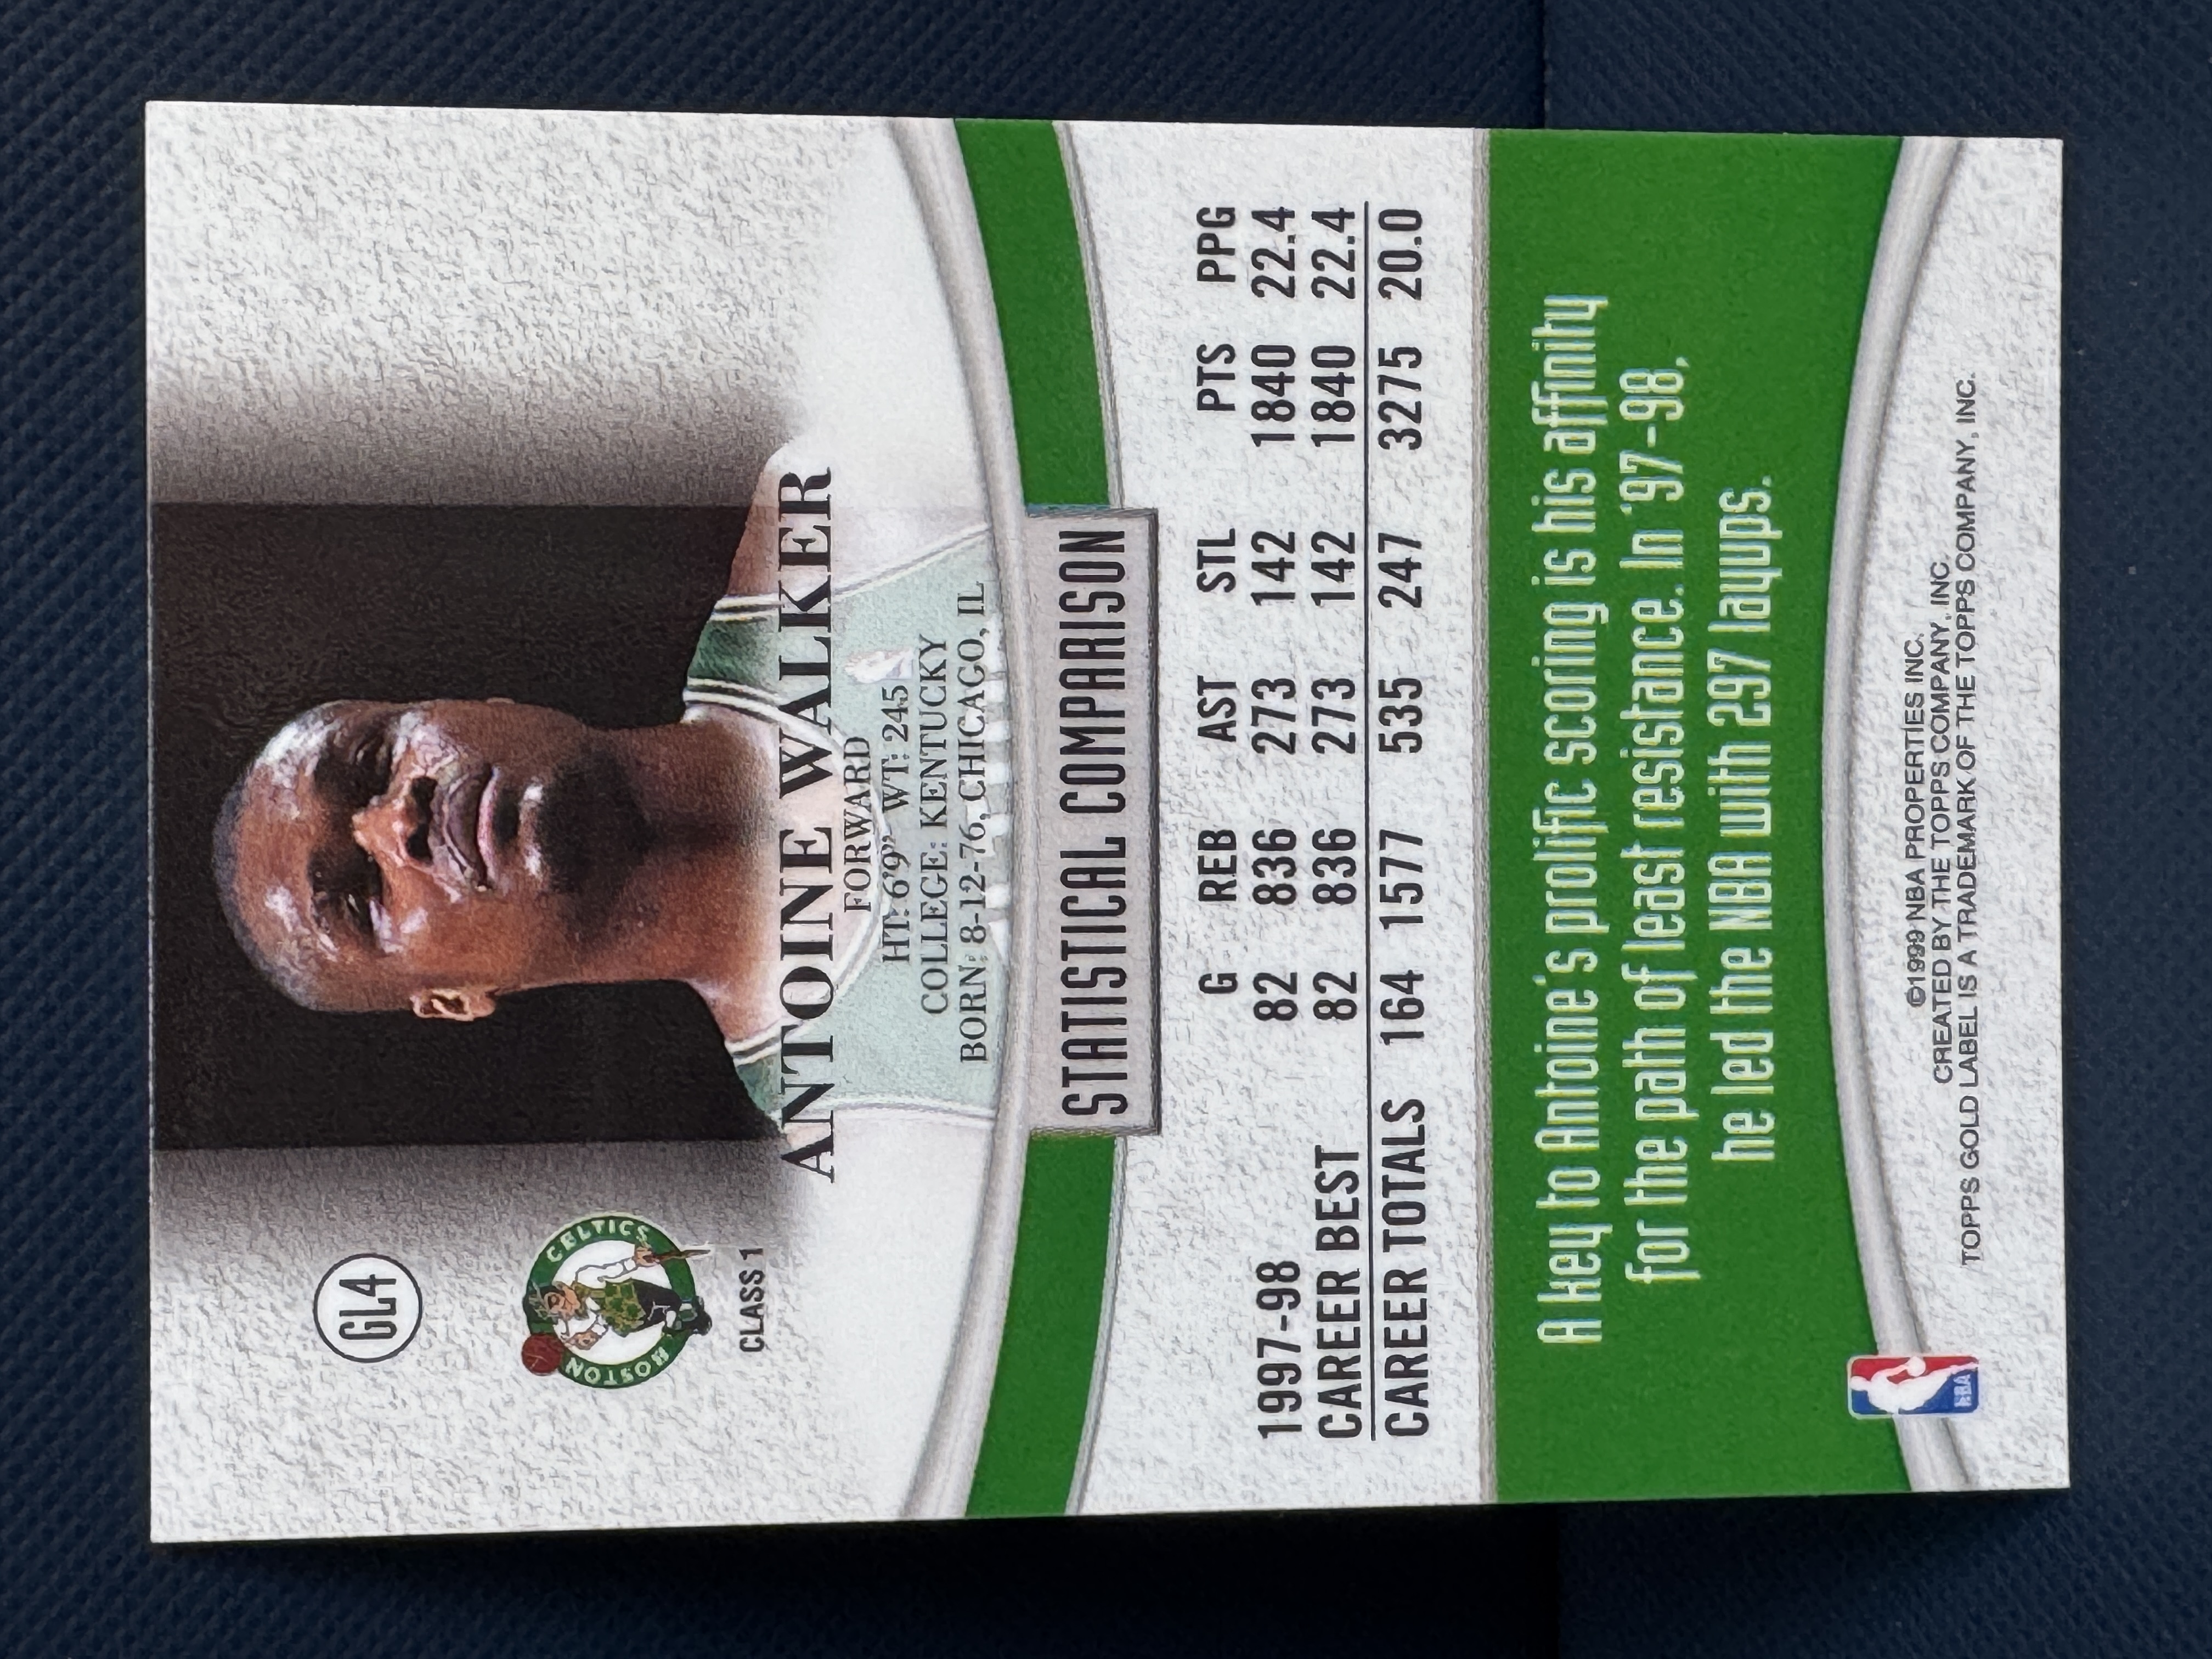 GL4
BOSTON CELTICS
CLASS 1
ANTOINE WALKER
FORWARD
HT: 6'9" WT: 245
COLLEGE: KENTUCKY
BORN: 8-12-76, CHICAGO, IL
STATISTICAL COMPARISON
G REB AST STL PTS PPG
1997-98 82 836 273 142 1840 22.4
CAREER BEST 82 836 273 142 1840 22.4
CAREER TOTALS 164 1577 535 247 3275 20.0
A key to Antoine's prolific scoring is his affinity
for the path of least resistance. In '97-98,
he led the NBA with 297 layups.
NBA
©1999 NBA PROPERTIES INC.
CREATED BY THE TOPPS COMPANY, INC.
TOPPS GOLD LABEL IS A TRADEMARK OF THE TOPPS COMPANY, INC.